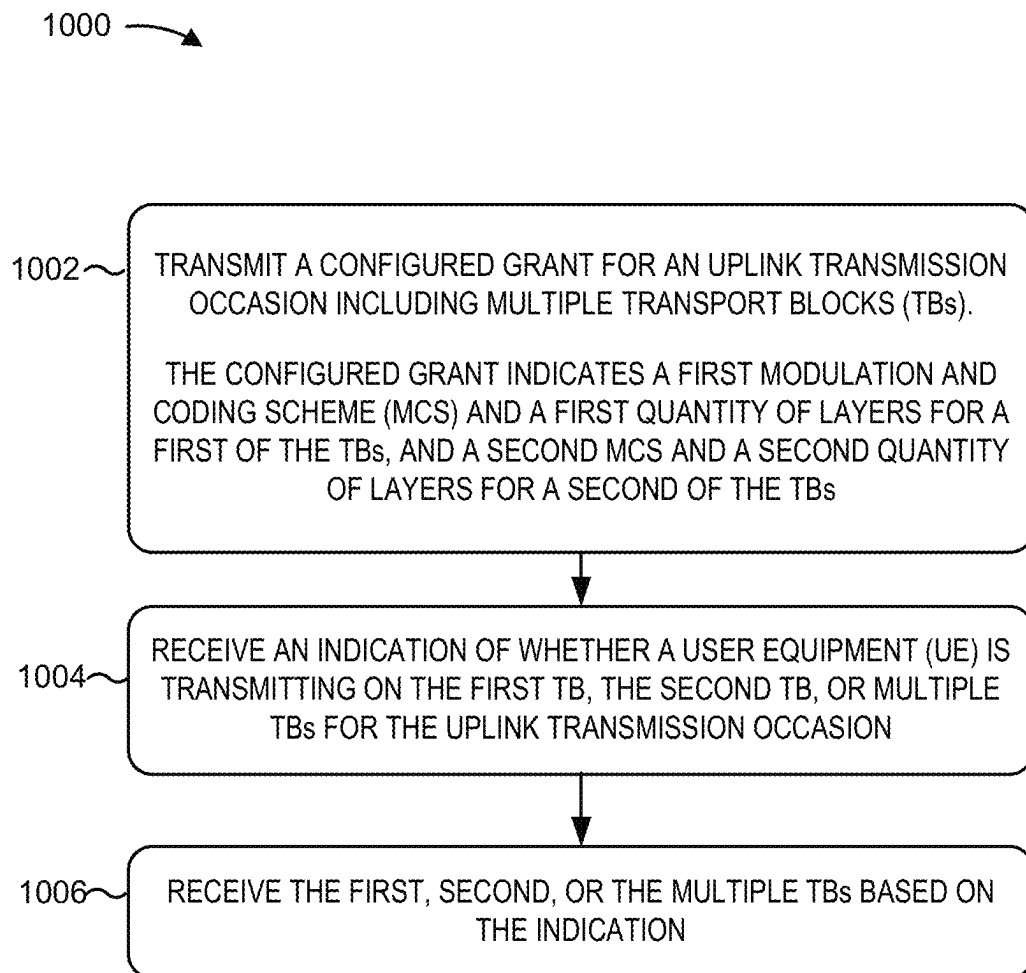 1000
1002
TRANSMIT A CONFIGURED GRANT FOR AN UPLINK TRANSMISSION
OCCASION INCLUDING MULTIPLE TRANSPORT BLOCKS (TBs).
THE CONFIGURED GRANT INDICATES A FIRST MODULATION AND
CODING SCHEME (MCS) AND A FIRST QUANTITY OF LAYERS FOR A
FIRST OF THE TBs, AND A SECOND MCS AND A SECOND QUANTITY
OF LAYERS FOR A SECOND OF THE TBs
1004
RECEIVE AN INDICATION OF WHETHER A USER EQUIPMENT (UE) IS
TRANSMITTING ON THE FIRST TB, THE SECOND TB, OR MULTIPLE
TBs FOR THE UPLINK TRANSMISSION OCCASION
1006
RECEIVE THE FIRST, SECOND, OR THE MULTIPLE TBs BASED ON
THE INDICATION